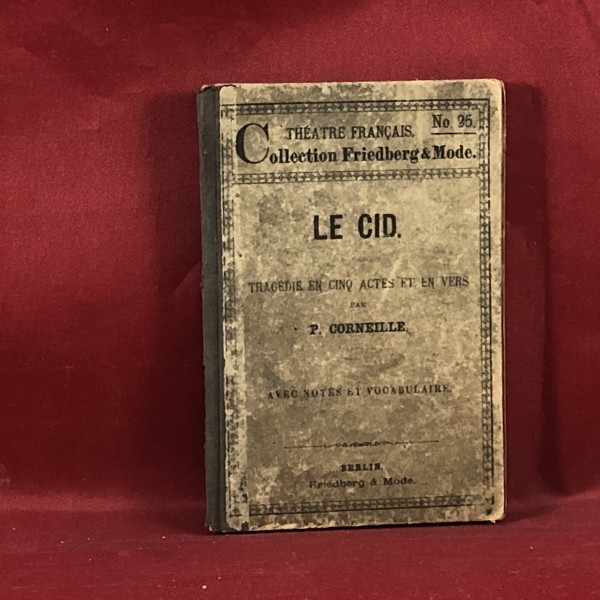 THÉATRE FRANÇAIS.
No. 25.
Collection Friedberg & Mode.
LE CID.
TRAGÉDIE EN CINQ ACTES ET EN VERS
PAR
P. CORNEILLE.
AVEC NOTES ET VOCABULAIRE.
BERLIN.
Friedberg & Mode.